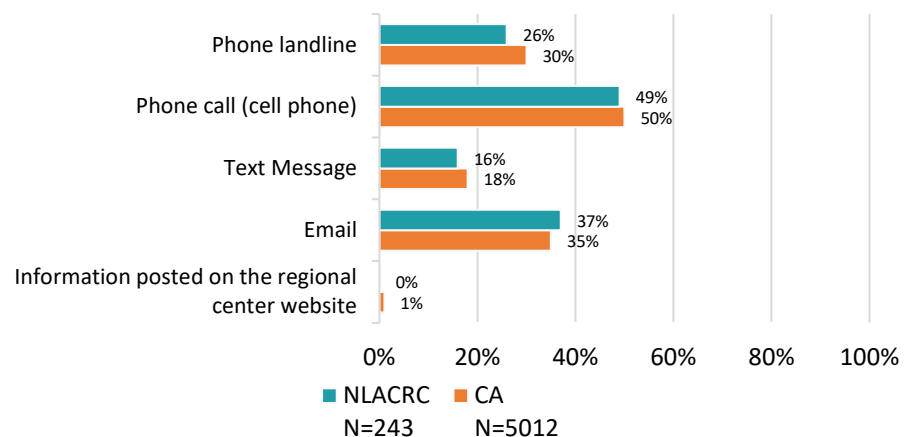 Phone landline
26%
30%
Phone call (cell phone)
49%
50%
Text Message
16%
18%
Email
37%
35%
Information posted on the regional
center website
0%
1%
0% 20% 40% 60% 80% 100%
NLACRC CA
N=243 N=5012